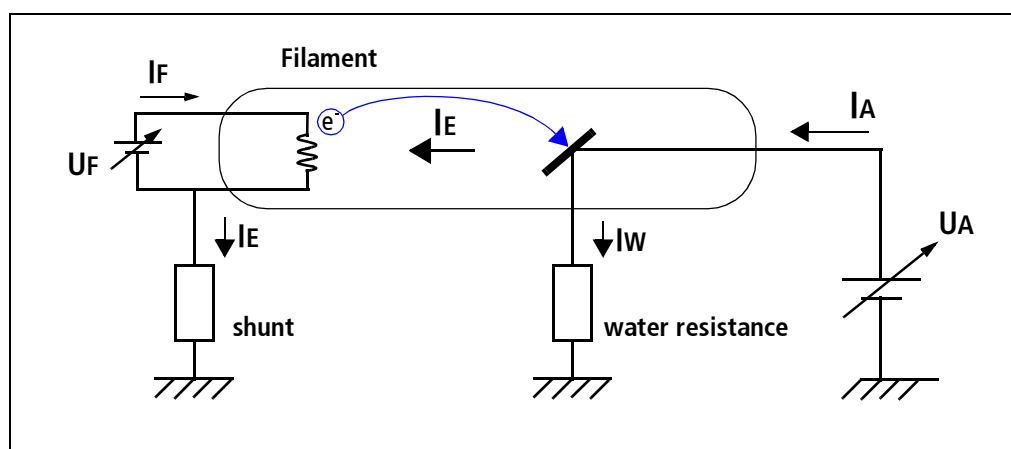 Filament
IF
IA
e-
IE
UF
UA
IE
IW
shunt
water resistance